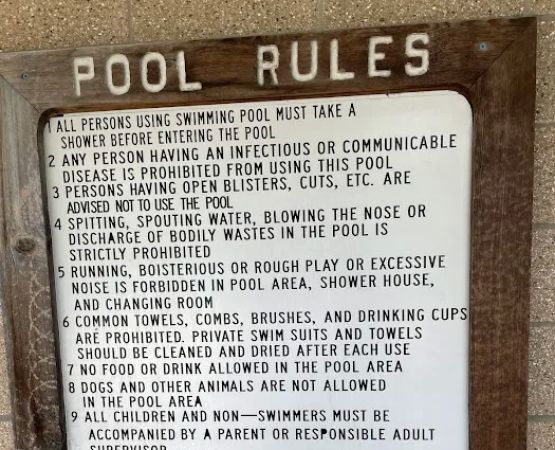 POOL RULES
1 ALL PERSONS USING SWIMMING POOL MUST TAKE A
SHOWER BEFORE ENTERING THE POOL
2 ANY PERSON HAVING AN INFECTIOUS OR COMMUNICABLE
DISEASE IS PROHIBITED FROM USING THIS POOL
3 PERSONS HAVING OPEN BLISTERS, CUTS, ETC. ARE
ADVISED NOT TO USE THE POOL
4 SPITTING, SPOUTING WATER, BLOWING THE NOSE OR
DISCHARGE OF BODILY WASTES IN THE POOL IS
STRICTLY PROHIBITED
5 RUNNING, BOISTERIOUS OR ROUGH PLAY OR EXCESSIVE
NOISE IS FORBIDDEN IN POOL AREA, SHOWER HOUSE,
AND CHANGING ROOM
6 COMMON TOWELS, COMBS, BRUSHES, AND DRINKING CUPS
ARE PROHIBITED. PRIVATE SWIM SUITS AND TOWELS
SHOULD BE CLEANED AND DRIED AFTER EACH USE
7 NO FOOD OR DRINK ALLOWED IN THE POOL AREA
8 DOGS AND OTHER ANIMALS ARE NOT ALLOWED
IN THE POOL AREA
9 ALL CHILDREN AND NON—SWIMMERS MUST BE
ACCOMPANIED BY A PARENT OR RESPONSIBLE ADULT